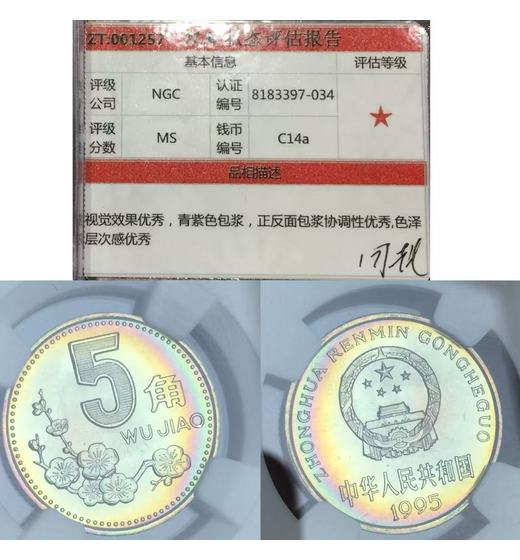 ZT:001257 状态评估报告
基本信息 评估等级
评级公司 NGC 认证编号 8183397-034
评级分数 MS 钱币编号 C14a
品相描述
视觉效果优秀，青紫色包浆，正反面包浆协调性优秀,色泽
层次感优秀
5角
WU JIAO
ZHONGHUA RENMIN GONGHEGUO
中华人民共和国
1995